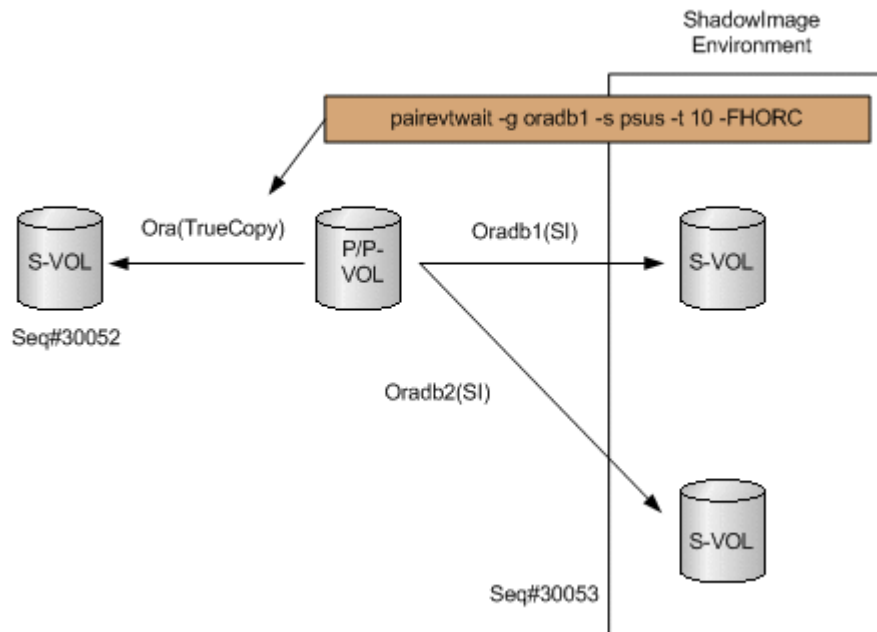 ShadowImage
Environment
pairevtwait -g oradb1 -s psus -t 10 -FHORC
Ora(TrueCopy)
Oradb1(SI)
S-VOL
P/P-
VOL
S-VOL
Seq#30052
Oradb2(SI)
S-VOL
Seq#30053